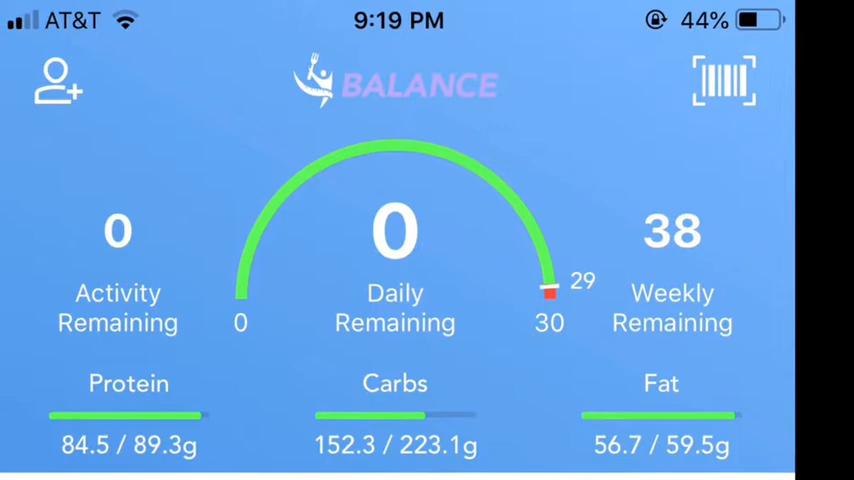 AT&T 9:19 PM 44%
BALANCE
0 0 38
29
Activity Remaining
Daily Remaining
Weekly Remaining
0 30
Protein Carbs Fat
84.5 / 89.3g 152.3 / 223.1g 56.7 / 59.5g